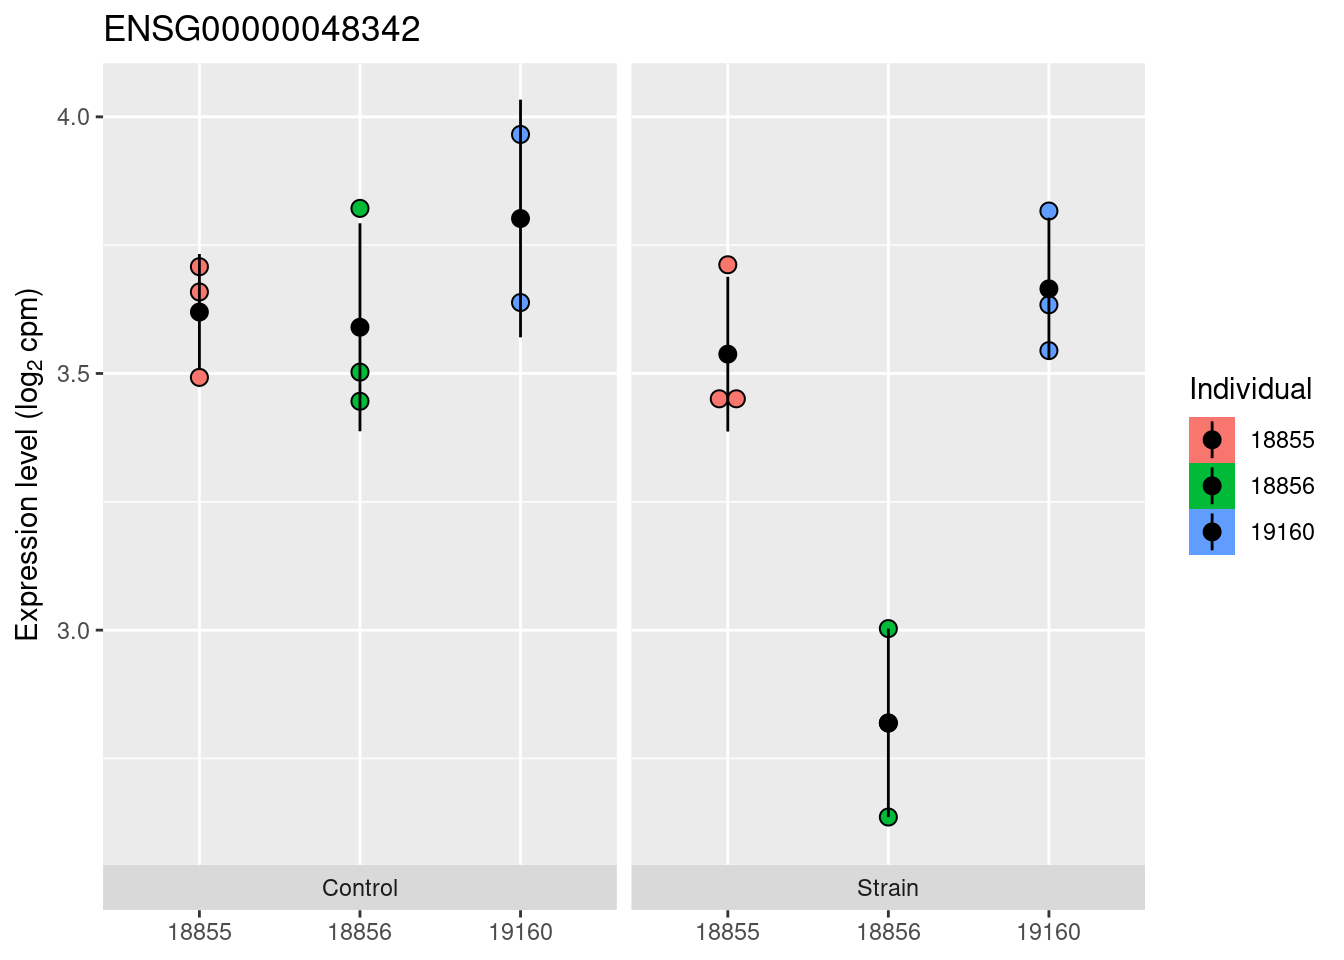 ENSG00000048342
Expression level (log2 cpm)
4.0
3.5
3.0
Control
Strain
18855
18856
19160
18855
18856
19160
Individual
18855
18856
19160